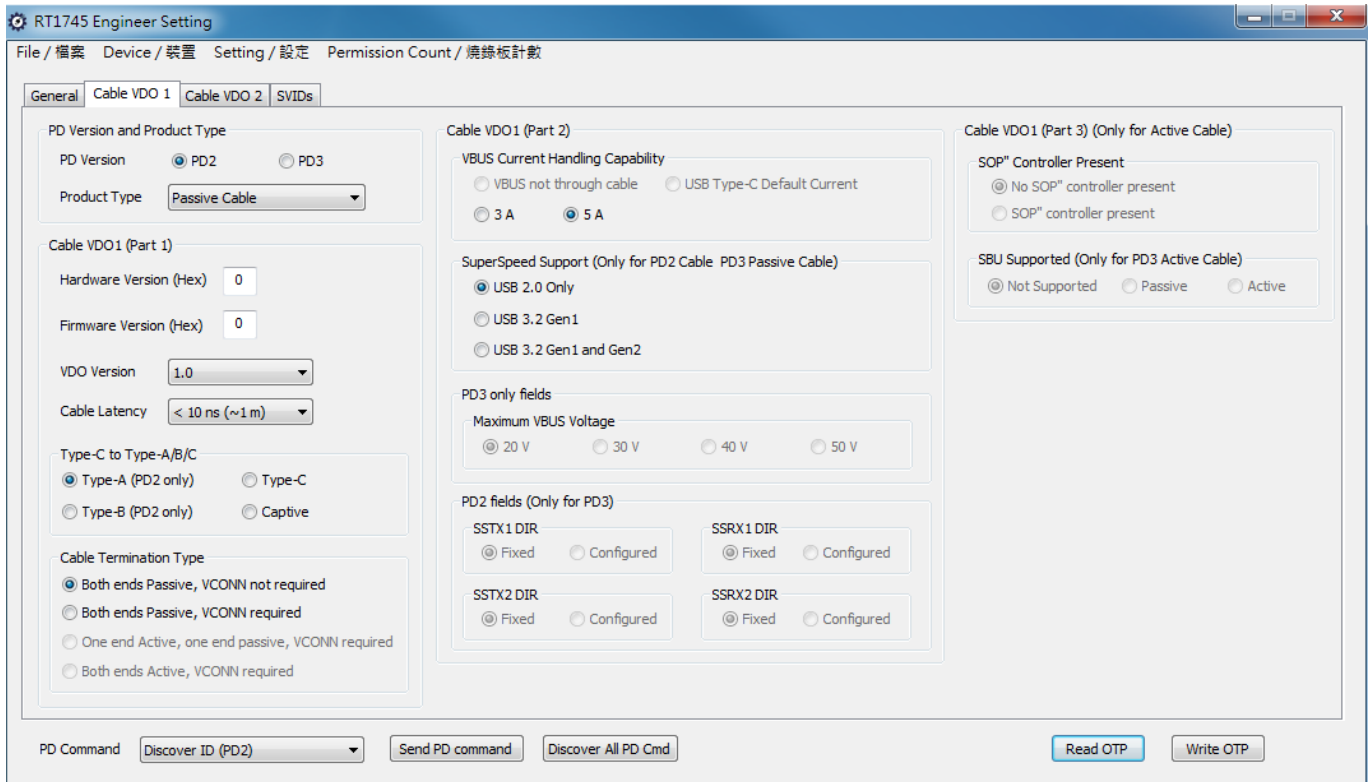 RT1745 Engineer Setting
File / 檔案 Device / 裝置 Setting / 設定 Permission Count / 燒錄板計數
General Cable VDO 1 Cable VDO 2 SVIDs
PD Version and Product Type
PD Version PD2 PD3
Product Type Passive Cable
Cable VDO1 (Part 1)
Hardware Version (Hex) 0
Firmware Version (Hex) 0
VDO Version 1.0
Cable Latency < 10 ns (~1 m)
Type-C to Type-A/B/C
Type-A (PD2 only) Type-C
Type-B (PD2 only) Captive
Cable Termination Type
Both ends Passive, VCONN not required
Both ends Passive, VCONN required
One end Active, one end passive, VCONN required
Both ends Active, VCONN required
Cable VDO1 (Part 2)
VBUS Current Handling Capability
VBUS not through cable USB Type-C Default Current
3 A 5 A
SuperSpeed Support (Only for PD2 Cable PD3 Passive Cable)
USB 2.0 Only
USB 3.2 Gen1
USB 3.2 Gen1 and Gen2
PD3 only fields
Maximum VBUS Voltage
20 V 30 V 40 V 50 V
PD2 fields (Only for PD3)
SSTX1 DIR SSRX1 DIR
Fixed Configured Fixed Configured
SSTX2 DIR SSRX2 DIR
Fixed Configured Fixed Configured
Cable VDO1 (Part 3) (Only for Active Cable)
SOP" Controller Present
No SOP" controller present
SOP" controller present
SBU Supported (Only for PD3 Active Cable)
Not Supported Passive Active
PD Command Discover ID (PD2) Send PD command Discover All PD Cmd Read OTP Write OTP